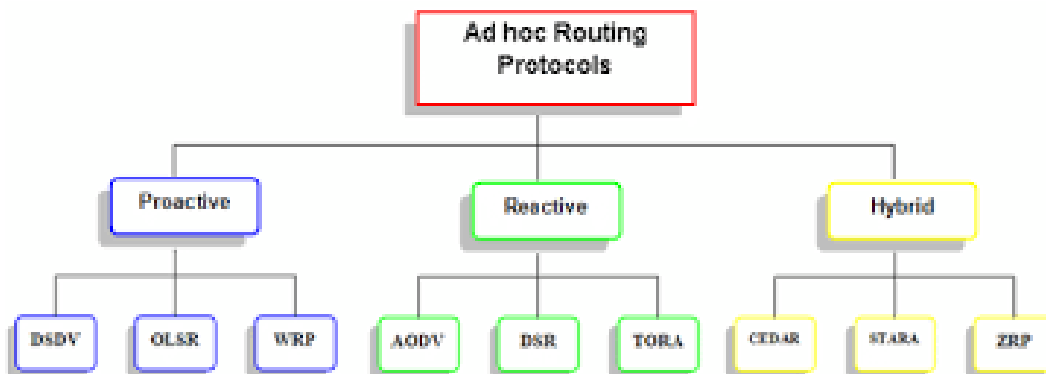 Ad hoc Routing
Protocols
Proactive
Reactive
Hybrid
DSDV
OLSR
WRP
AODV
DSR
TORA
CEDAR
STARA
ZRP